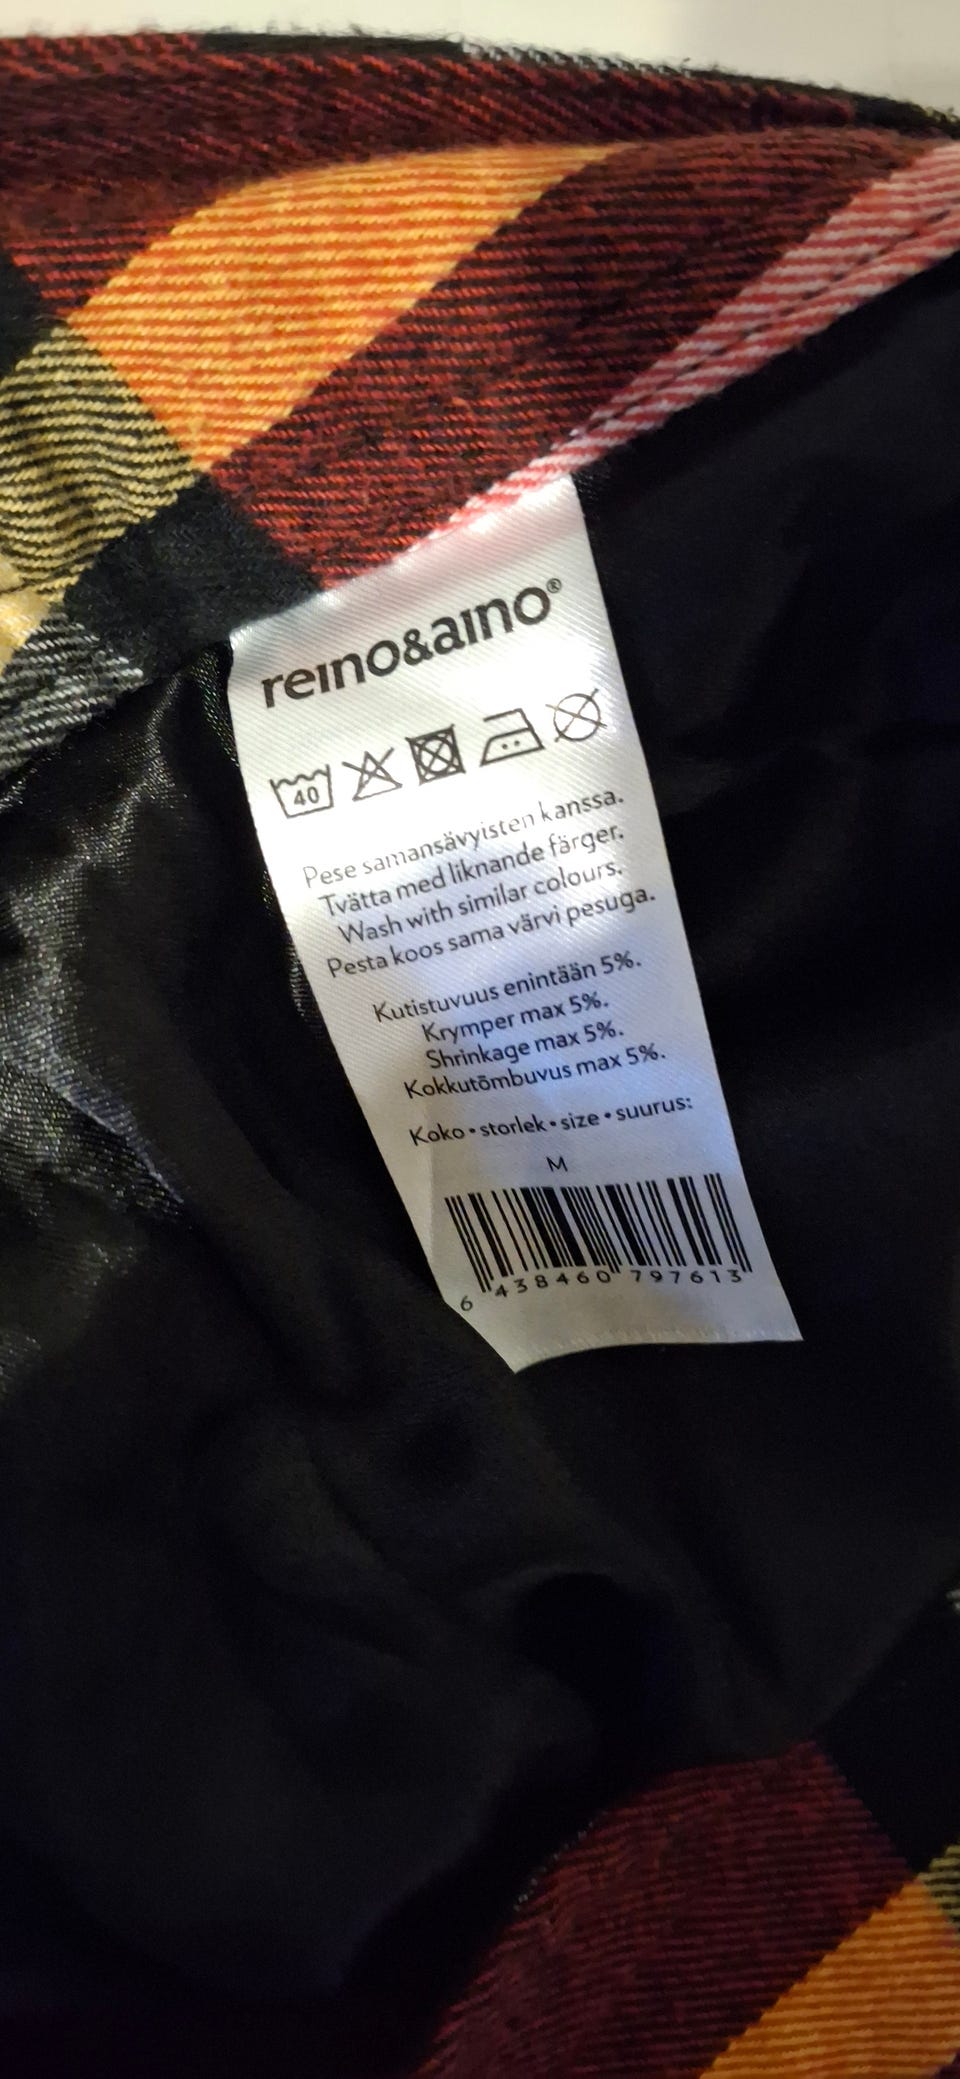 reino&aino®
40
Pese samansävyisten kanssa.
Tvätta med liknande färger.
Wash with similar colours.
Pesta koos sama värvi pesuga.
Kutistuvuus enintään 5%.
Krymper max 5%.
Shrinkage max 5%.
Kokkutõmbuvus max 5%.
Koko • storlek • size • suurus:
M
6 438460 797613